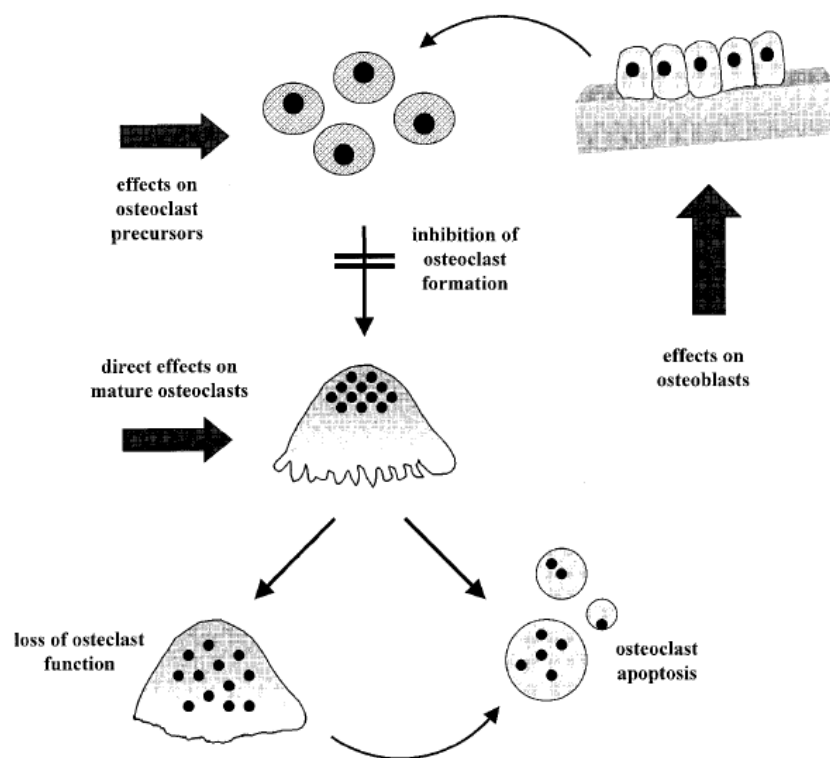 effects on
osteoclast
precursors
inhibition of
osteoclast
formation
effects on
osteoblasts
direct effects on
mature osteoclasts
loss of osteclast
function
osteoclast
apoptosis